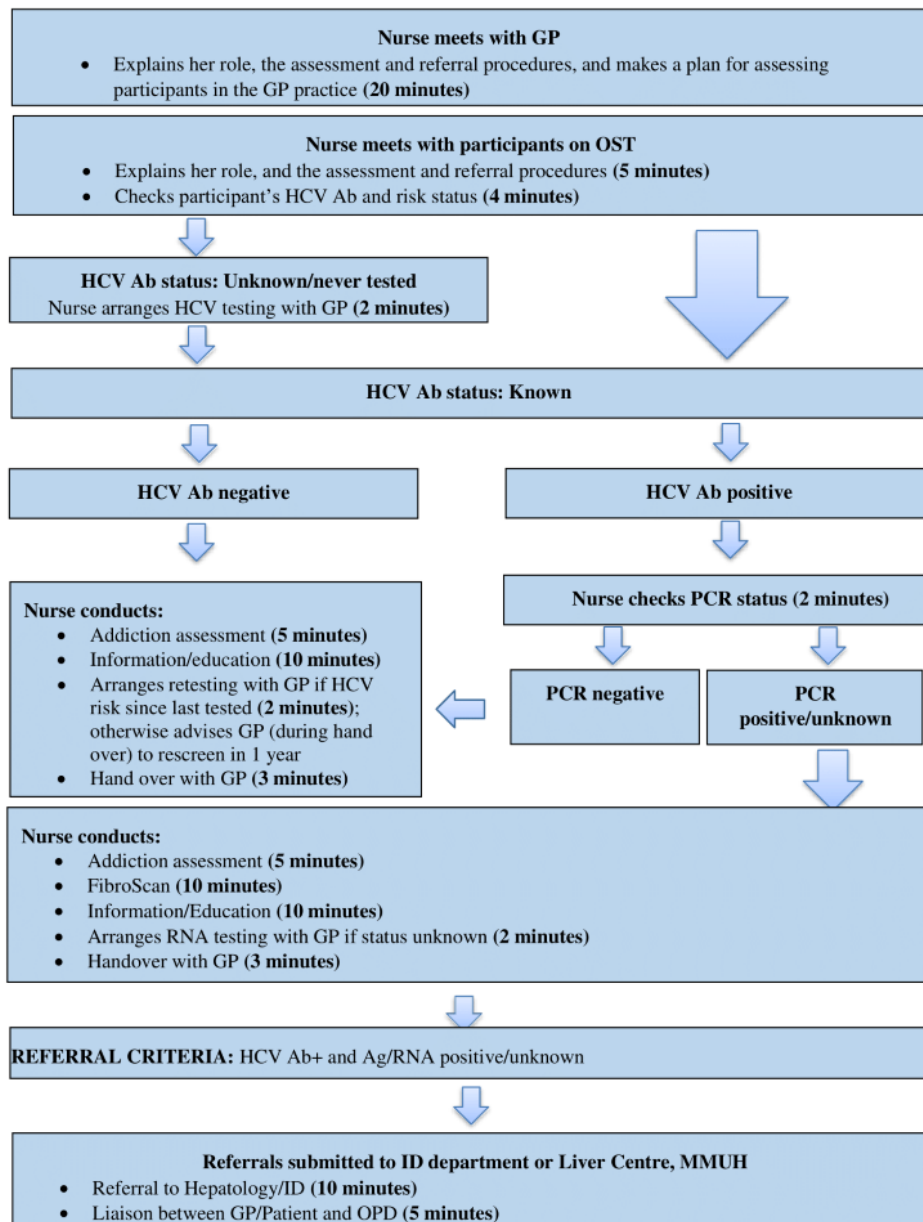 Nurse meets with GP
• Explains her role, the assessment and referral procedures, and makes a plan for assessing
participants in the GP practice (20 minutes)
Nurse meets with participants on OST
• Explains her role, and the assessment and referral procedures (5 minutes)
• Checks participant's HCV Ab and risk status (4 minutes)
HCV Ab status: Unknown/never tested
Nurse arranges HCV testing with GP (2 minutes)
HCV Ab status: Known
HCV Ab negative
HCV Ab positive
Nurse checks PCR status (2 minutes)
PCR negative
PCR
positive/unknown
Nurse conducts:
• Addiction assessment (5 minutes)
• Information/education (10 minutes)
• Arranges retesting with GP if HCV
risk since last tested (2 minutes);
otherwise advises GP (during hand
over) to rescreen in 1 year
• Hand over with GP (3 minutes)
Nurse conducts:
• Addiction assessment (5 minutes)
• FibroScan (10 minutes)
• Information/Education (10 minutes)
• Arranges RNA testing with GP if status unknown (2 minutes)
• Handover with GP (3 minutes)
REFERRAL CRITERIA: HCV Ab+ and Ag/RNA positive/unknown
Referrals submitted to ID department or Liver Centre, MMUH
• Referral to Hepatology/ID (10 minutes)
• Liaison between GP/Patient and OPD (5 minutes)